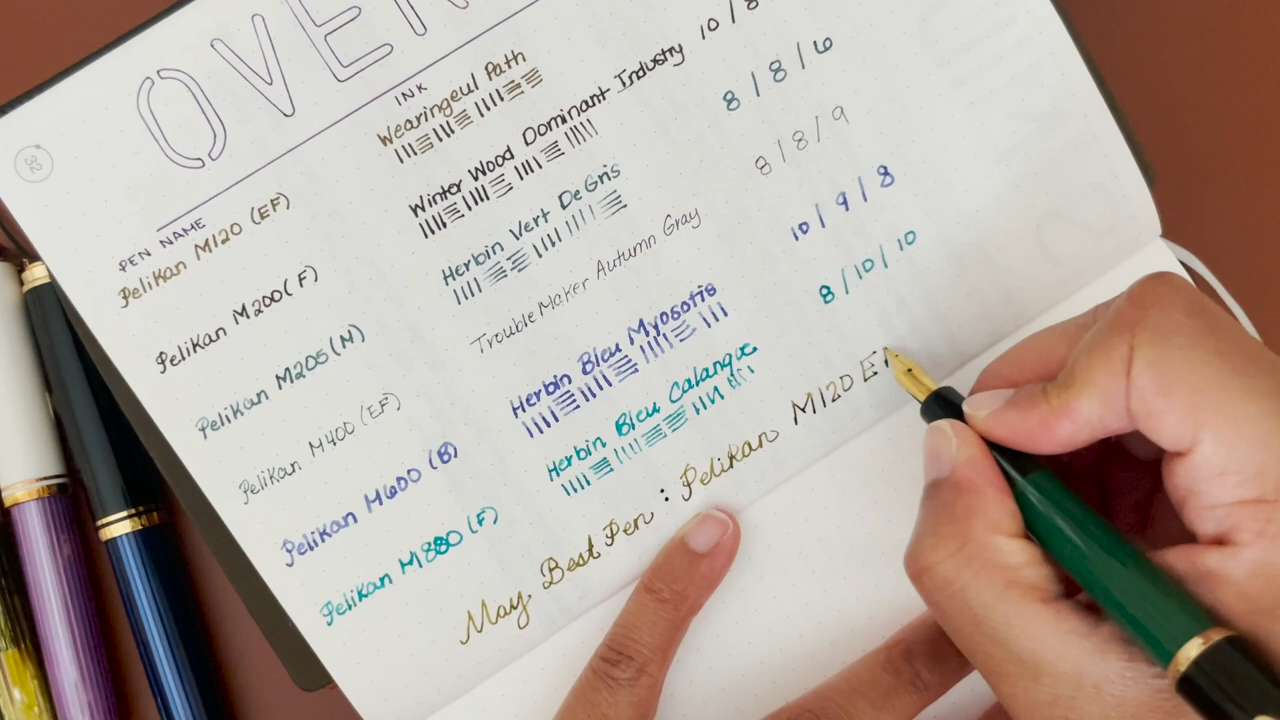 OVER
INK
PEN NAME
Pelikan M120 (EF) Wearingeul Path
Pelikan M200 (F) Winter Wood Dominant Industry 10/8
Pelikan M205 (M) Herbin Vert De Gris 8/8/6
Pelikan M400 (EF) Trouble Maker Autumn Gray 8/8/9
Pelikan M600 (B) Herbin Bleu Myosotis 10/9/8
Pelikan M880 (F) Herbin Bleu Calanque 8/10/10
May Best Pen : Pelikan M120 EF
32